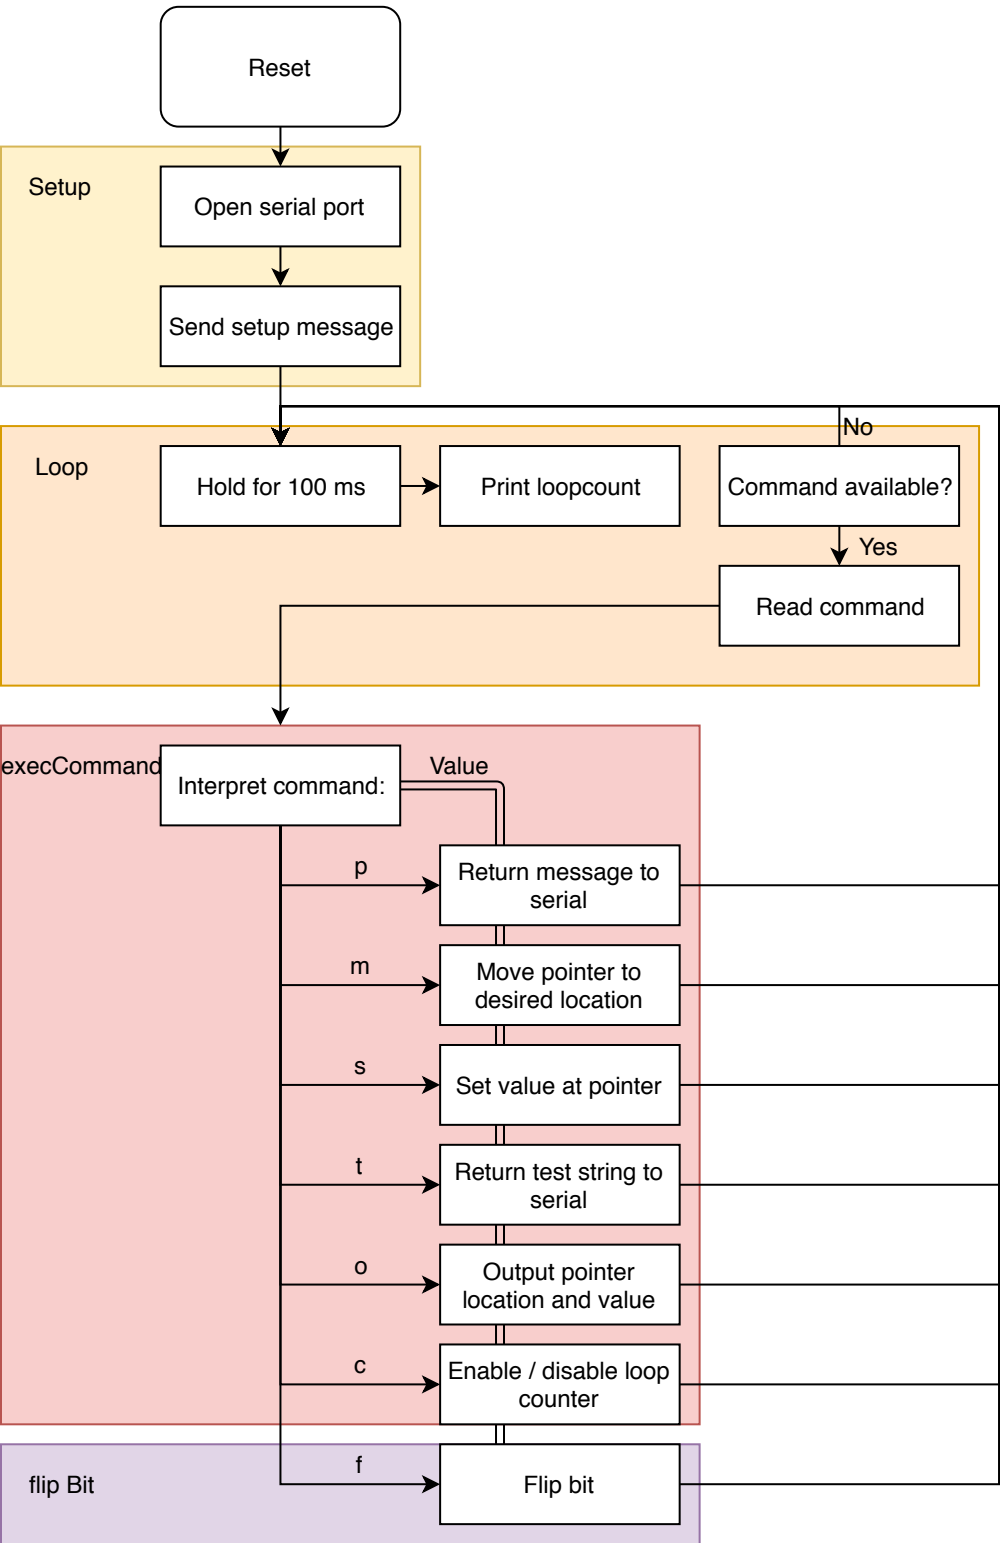 Reset
Setup
Open serial port
Send setup message
No
Loop
Hold for 100 ms
Print loopcount
Command available?
Yes
Read command
execCommand
Interpret command:
Value
p
Return message to
serial
m
Move pointer to
desired location
s
Set value at pointer
t
Return test string to
serial
o
Output pointer
location and value
c
Enable / disable loop
counter
f
flip Bit
Flip bit